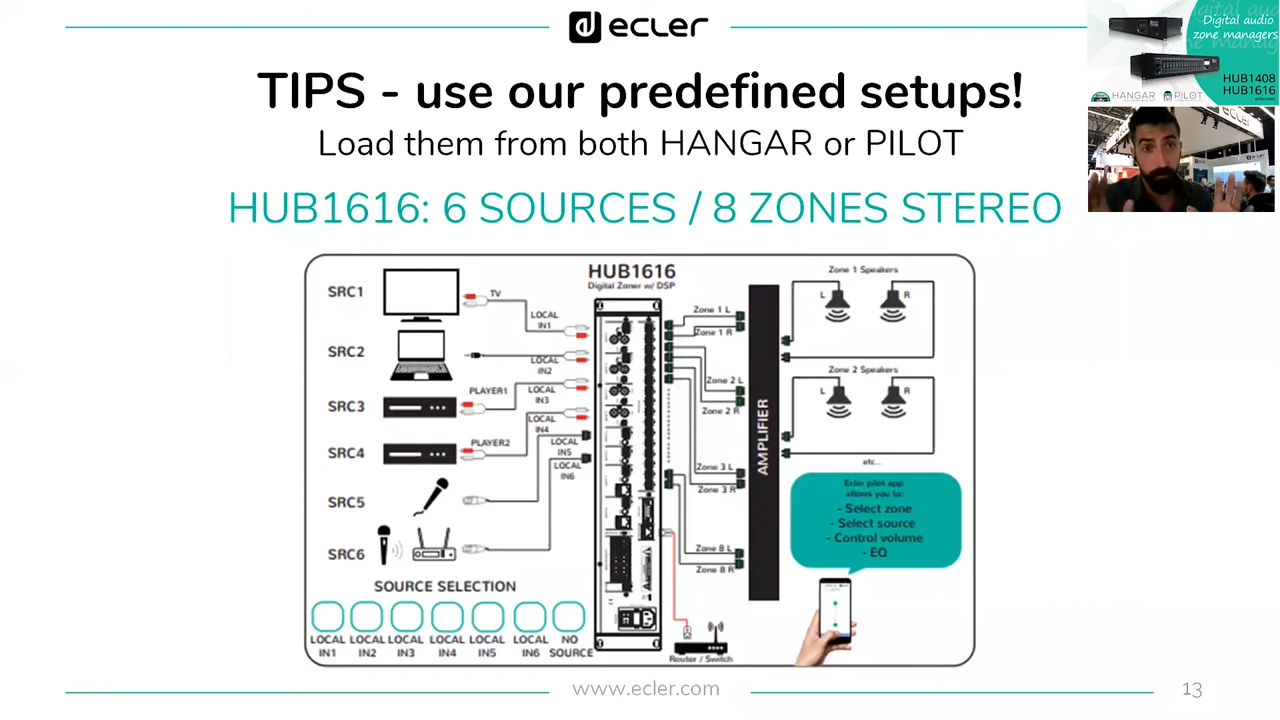 ecler
TIPS - use our predefined setups!
Load them from both HANGAR or PILOT
HUB1616: 6 SOURCES / 8 ZONES STEREO
Digital audio
zone managers
HUB1408
HUB1616
HANGAR
PILOT
ecler.com
ecler
HUB1616
Digital Zoner w/ DSP
SRC1
TV
LOCAL
IN1
SRC2
LOCAL
IN2
SRC3
PLAYER1
LOCAL
IN3
SRC4
PLAYER2
LOCAL
IN4
SRC5
LOCAL
IN5
SRC6
LOCAL
IN6
SOURCE SELECTION
LOCAL
IN1
LOCAL
IN2
LOCAL
IN3
LOCAL
IN4
LOCAL
IN5
LOCAL
IN6
NO
SOURCE
Zone 1 L
Zone 1 R
Zone 2 L
Zone 2 R
Zone 3 L
Zone 3 R
Zone 8 L
Zone 8 R
Router / Switch
AMPLIFIER
Zone 1 Speakers
L
R
Zone 2 Speakers
L
R
etc...
Ecler pilot app
allows you to:
- Select zone
- Select source
- Control volume
- EQ
www.ecler.com
13